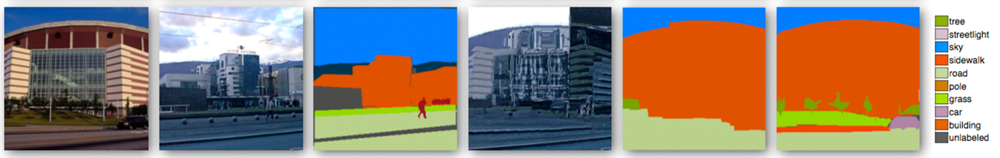 tree
streetlight
sky
sidewalk
road
pole
grass
car
building
unlabeled